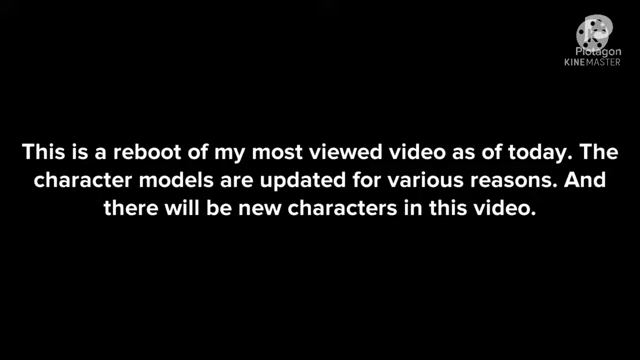 Plotagon
KINEMASTER
This is a reboot of my most viewed video as of today. The
character models are updated for various reasons. And
there will be new characters in this video.